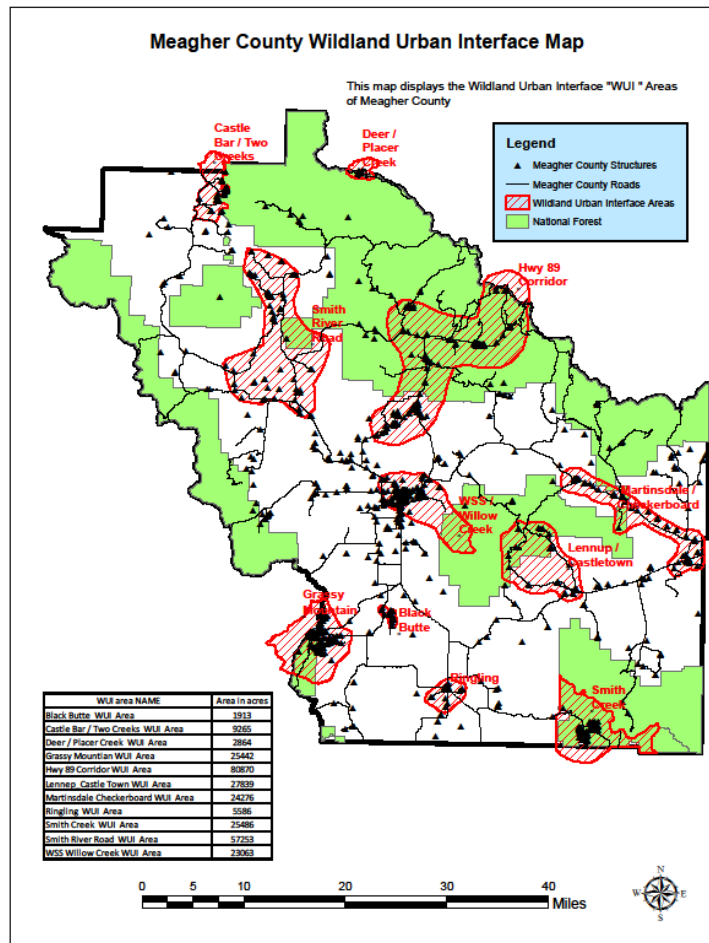 Meagher County Wildland Urban Interface Map
This map displays the Wildland Urban Interface "WUI " Areas
of Meagher County
Castle
Bar / Two
Creeks
Deer /
Placer
Creek
Legend
Meagher County Structures
Meagher County Roads
Wildland Urban Interface Areas
National Forest
Hwy 89
Corridor
Smith
River
Road
WSS /
Willow
Creek
Martinsdale /
Checkerboard
Lennup /
Castletown
Grassy
Mountain
Black
Butte
Ringling
Smith
Creek
WUI area NAME Area in acres
Black Butte WUI Area 1913
Castle Bar / Two Creeks WUI Area 9265
Deer / Placer Creek WUI Area 2864
Grassy Mountian WUI Area 25442
Hwy 89 Corridor WUI Area 80870
Lennep Castle Town WUI Area 27839
Martinsdale Checkerboard WUI Area 24276
Ringling WUI Area 5586
Smith Creek WUI Area 25486
Smith River Road WUI Area 57253
WSS Willow Creek WUI Area 23063
0 5 10 20 30 40
Miles
N
W E
S